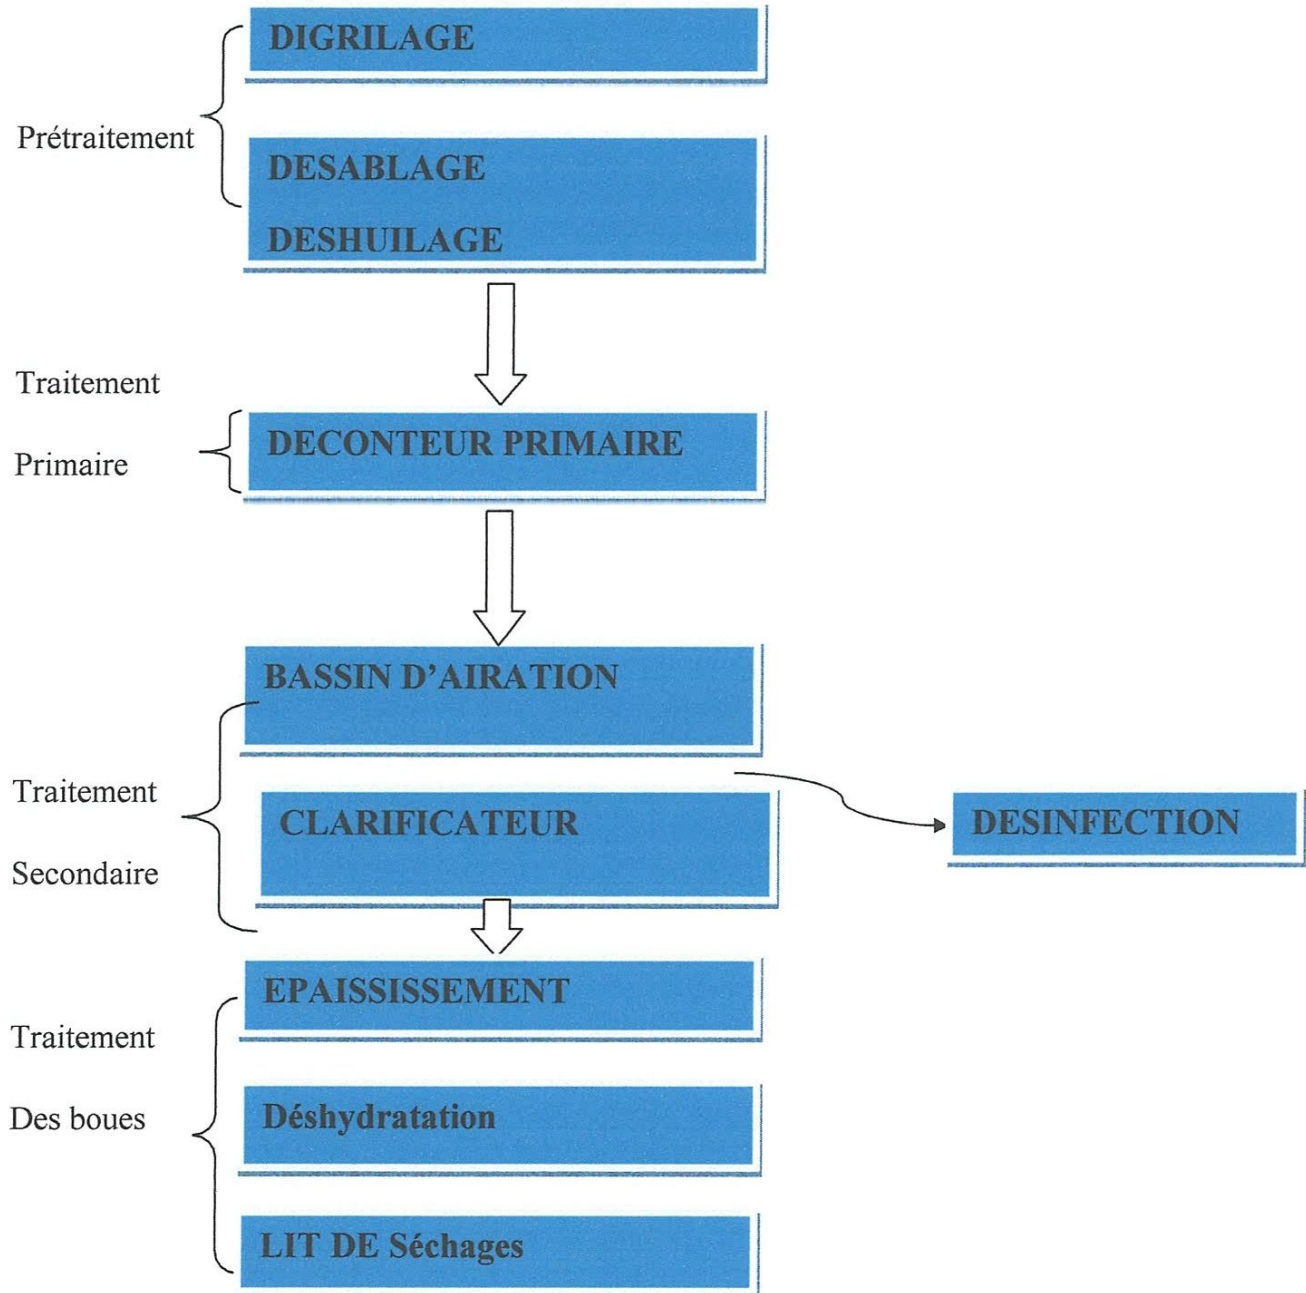 DIGRILAGE
Prétraitement
DESABLAGE
DESHUILAGE
Traitement
Primaire
DECONTEUR PRIMAIRE
BASSIN D’AIRATION
Traitement
Secondaire
CLARIFICATEUR
DESINFECTION
EPAISSISSEMENT
Traitement
Des boues
Déshydratation
LIT DE Séchages